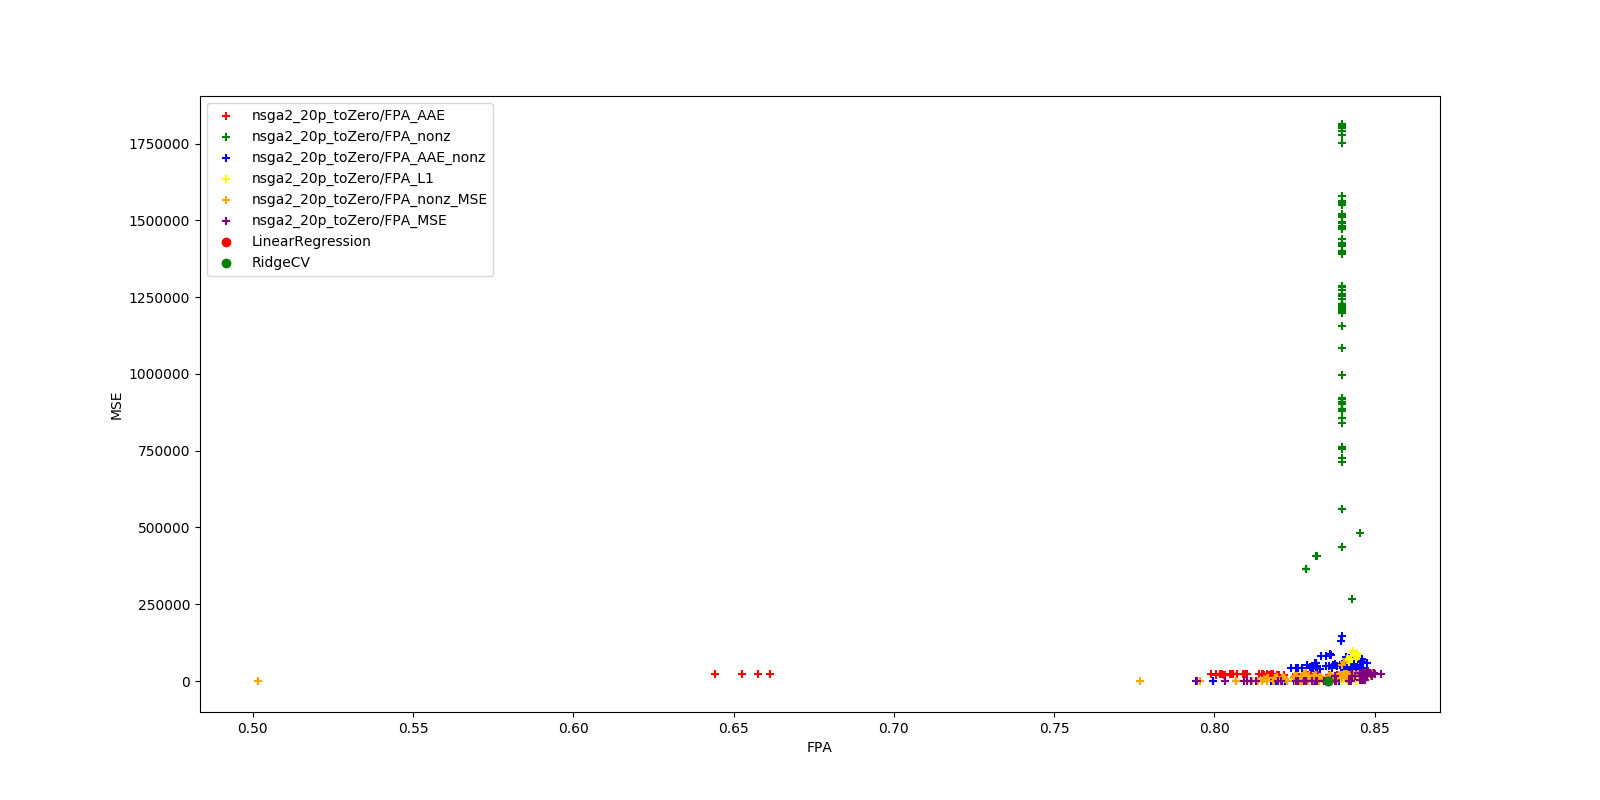 nsga2_20p_toZero/FPA_AAE
nsga2_20p_toZero/FPA_nonz
nsga2_20p_toZero/FPA_AAE_nonz
nsga2_20p_toZero/FPA_L1
nsga2_20p_toZero/FPA_nonz_MSE
nsga2_20p_toZero/FPA_MSE
LinearRegression
RidgeCV
MSE
1750000
1500000
1250000
1000000
750000
500000
250000
0
0.50 0.55 0.60 0.65 0.70 0.75 0.80 0.85
FPA